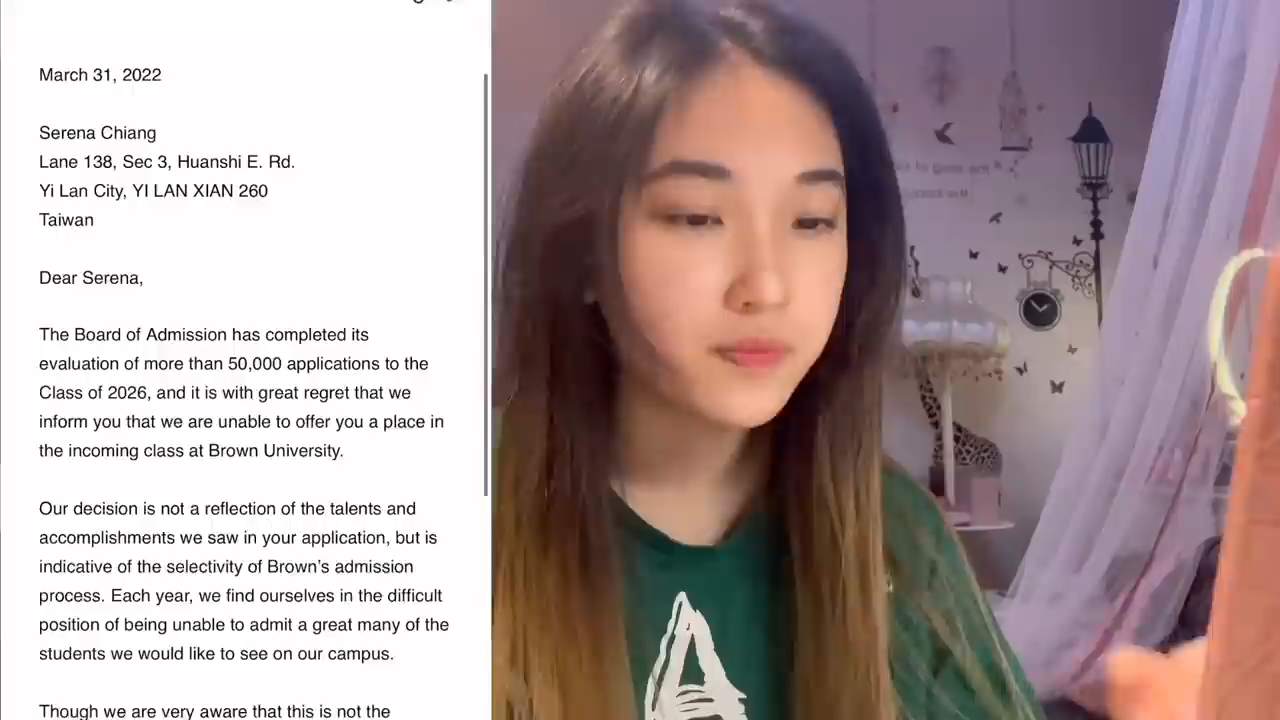 March 31, 2022
Serena Chiang
Lane 138, Sec 3, Huanshi E. Rd.
Yi Lan City, YI LAN XIAN 260
Taiwan
Dear Serena,
The Board of Admission has completed its
evaluation of more than 50,000 applications to the
Class of 2026, and it is with great regret that we
inform you that we are unable to offer you a place in
the incoming class at Brown University.
Our decision is not a reflection of the talents and
accomplishments we saw in your application, but is
indicative of the selectivity of Brown’s admission
process. Each year, we find ourselves in the difficult
position of being unable to admit a great many of the
students we would like to see on our campus.
Though we are very aware that this is not the